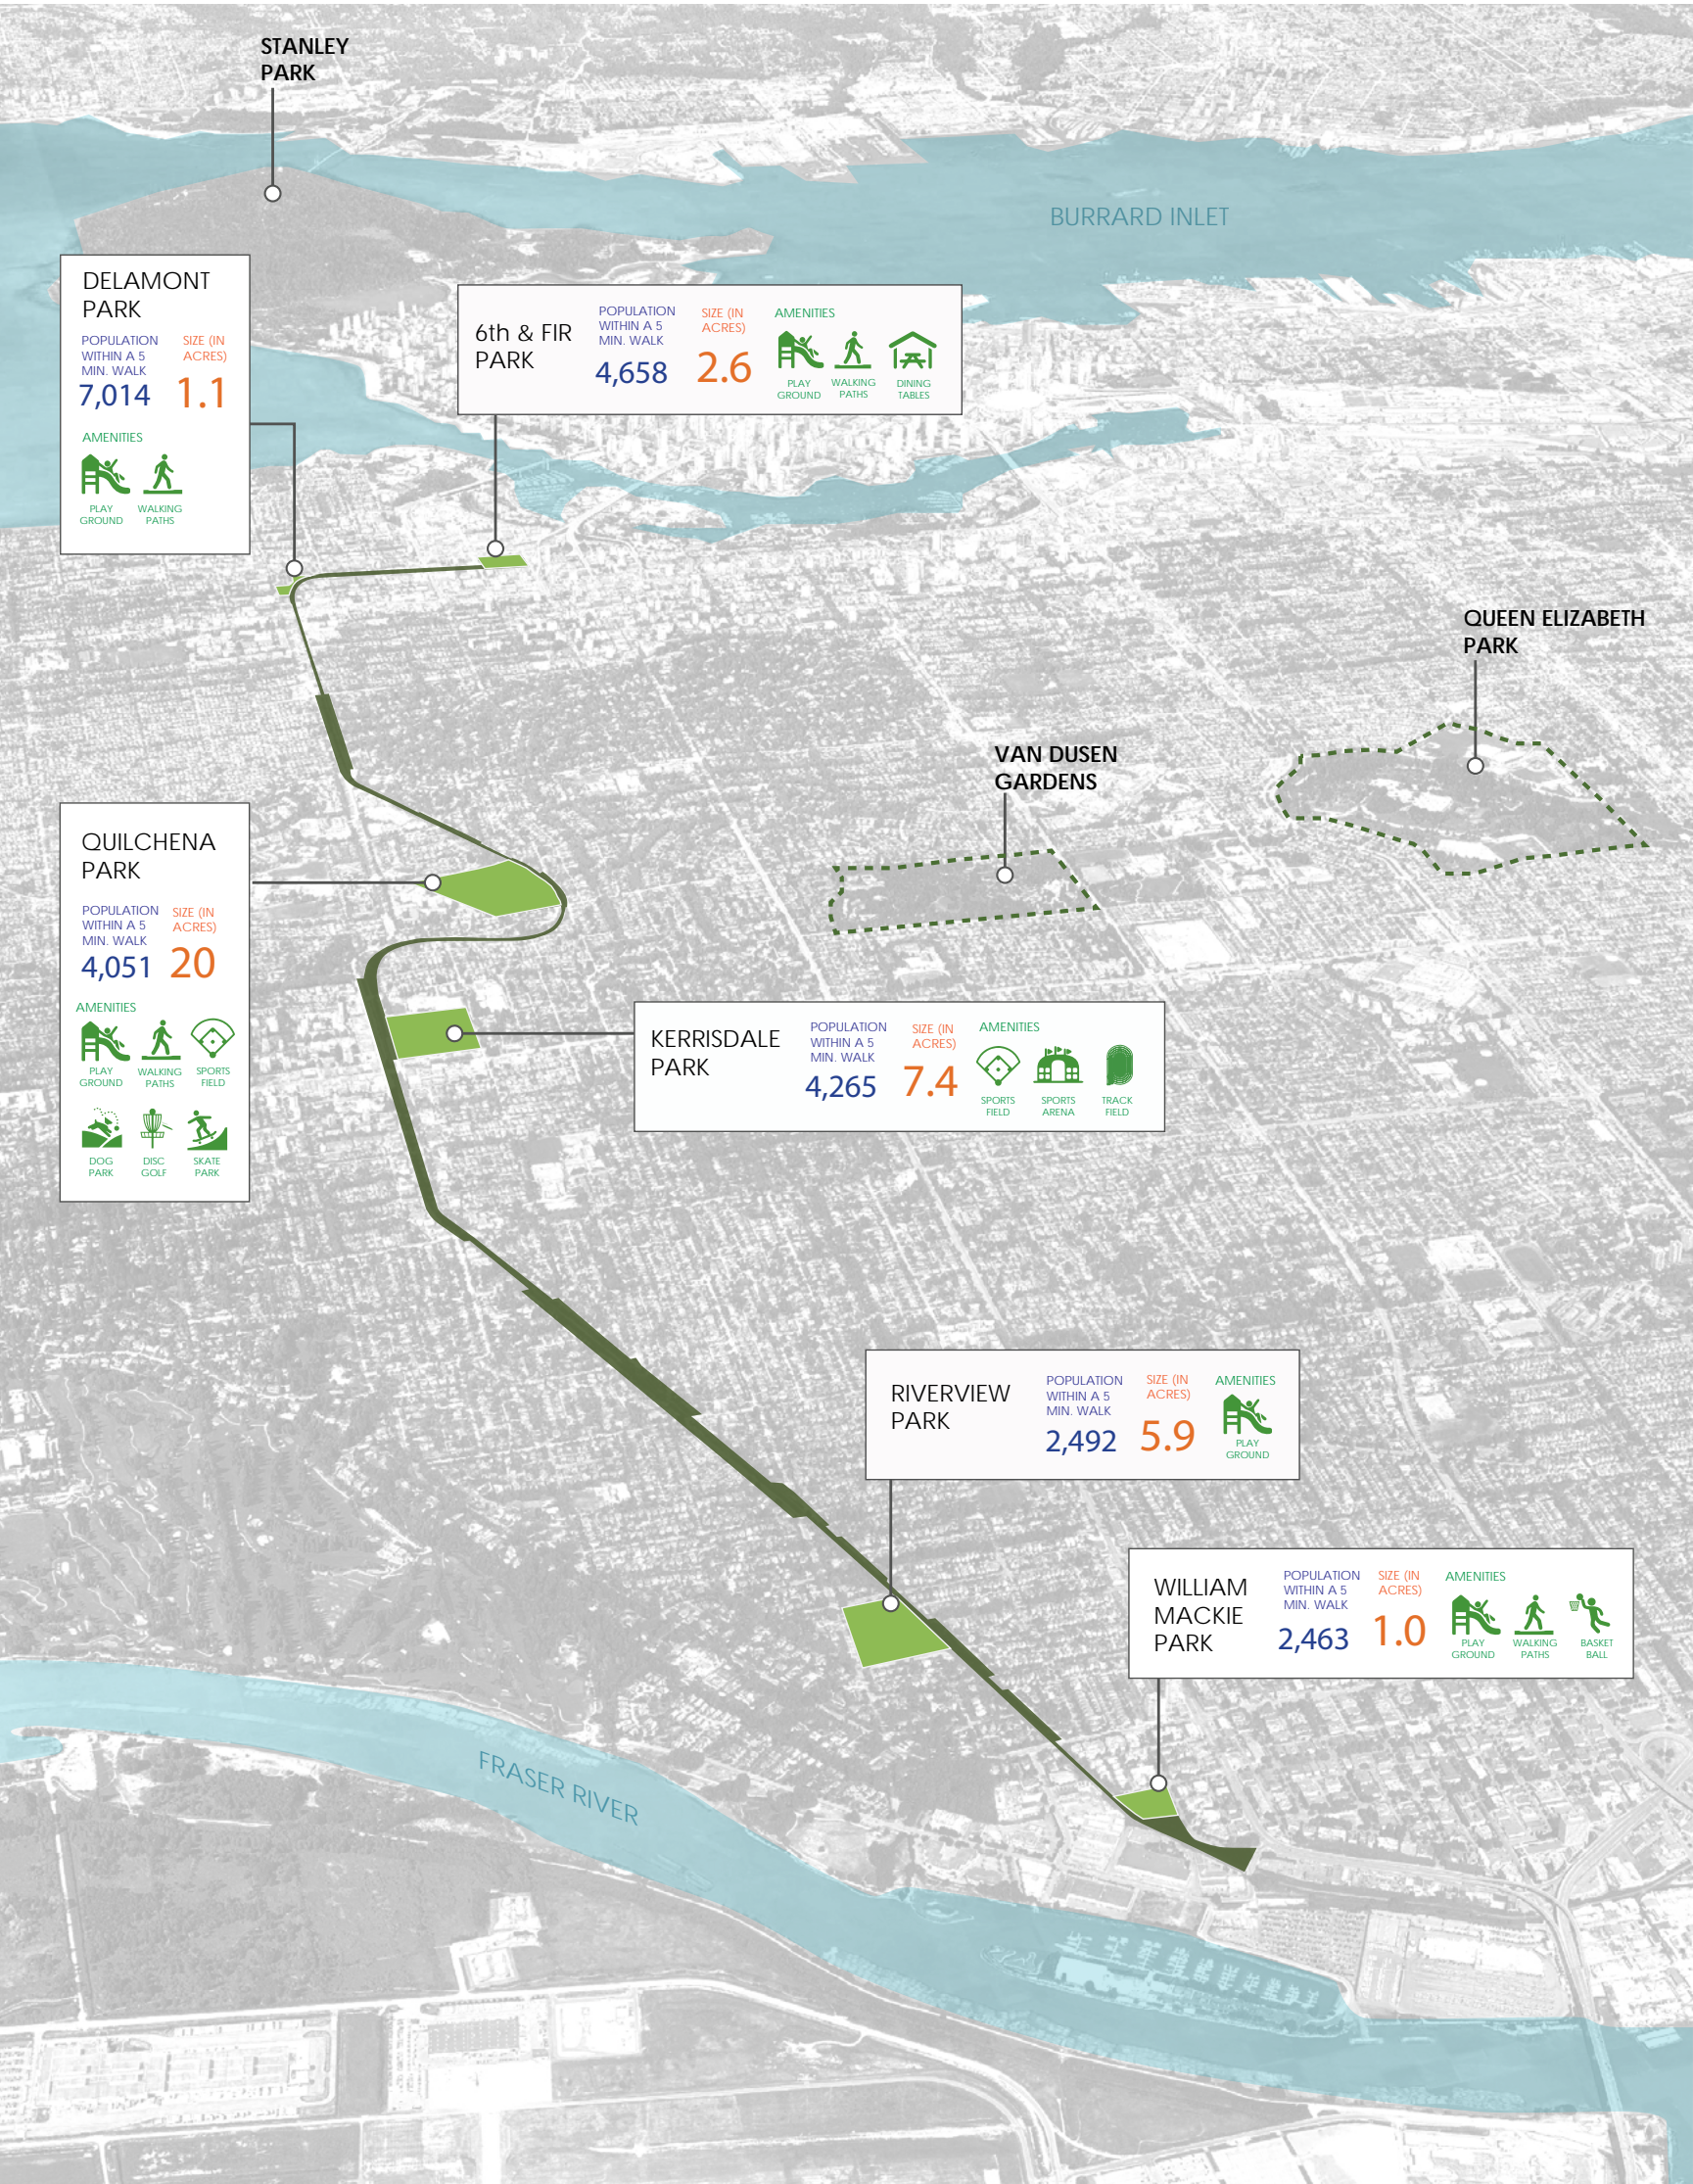 STANLEY
PARK
BURRARD INLET
DELAMONT
PARK
POPULATION
WITHIN A 5
MIN. WALK
7,014
SIZE (IN
ACRES)
1.1
AMENITIES
PLAY
GROUND
WALKING
PATHS
6th & FIR
PARK
POPULATION
WITHIN A 5
MIN. WALK
4,658
SIZE (IN
ACRES)
2.6
AMENITIES
PLAY
GROUND
WALKING
PATHS
DINING
TABLES
QUEEN ELIZABETH
PARK
VAN DUSEN
GARDENS
QUILCHENA
PARK
POPULATION
WITHIN A 5
MIN. WALK
4,051
SIZE (IN
ACRES)
20
AMENITIES
PLAY
GROUND
WALKING
PATHS
SPORTS
FIELD
DOG
PARK
DISC
GOLF
SKATE
PARK
KERRISDALE
PARK
POPULATION
WITHIN A 5
MIN. WALK
4,265
SIZE (IN
ACRES)
7.4
AMENITIES
SPORTS
FIELD
SPORTS
ARENA
TRACK
FIELD
RIVERVIEW
PARK
POPULATION
WITHIN A 5
MIN. WALK
2,492
SIZE (IN
ACRES)
5.9
AMENITIES
PLAY
GROUND
WILLIAM
MACKIE
PARK
POPULATION
WITHIN A 5
MIN. WALK
2,463
SIZE (IN
ACRES)
1.0
AMENITIES
PLAY
GROUND
WALKING
PATHS
BASKET
BALL
FRASER RIVER